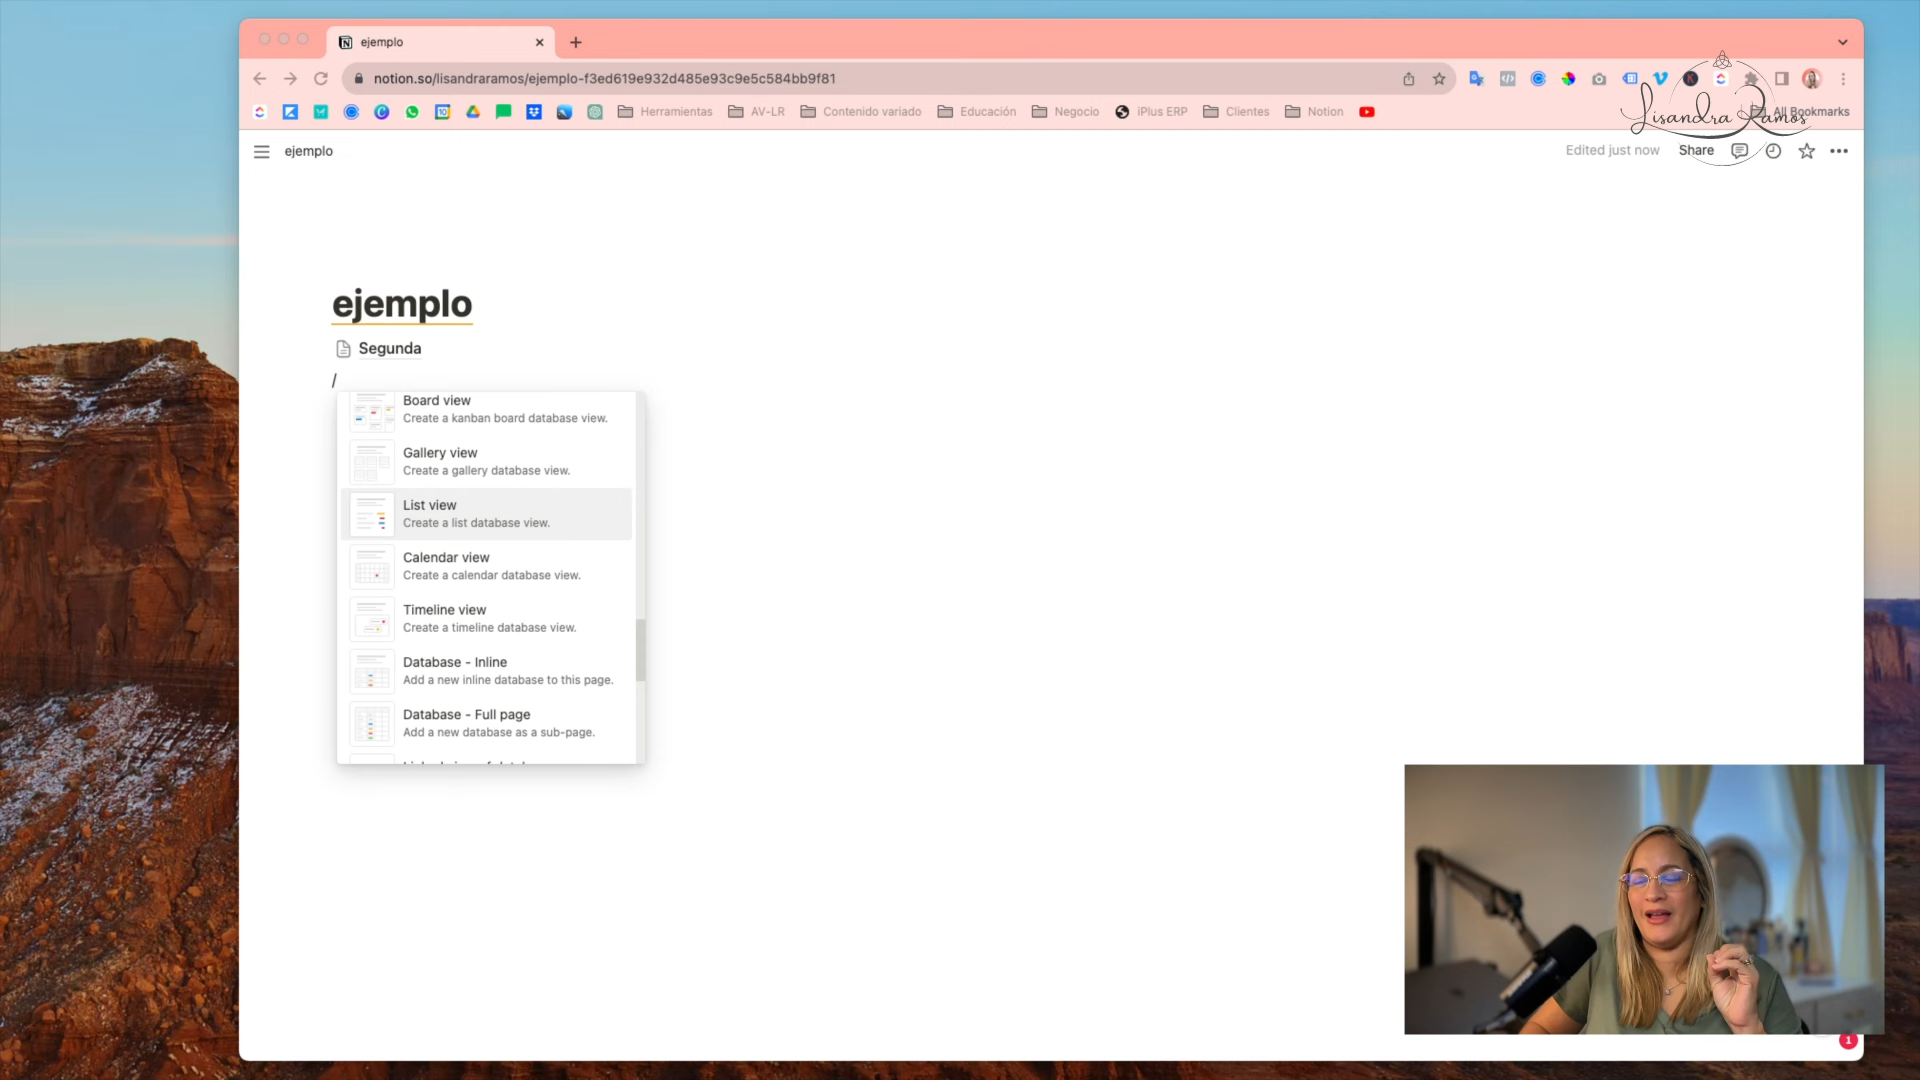 ejemplo
notion.so/lisandraramos/ejemplo-f3ed619e932d485e93c9e5c584bb9f81
Herramientas AV-LR Contenido variado Educación Negocio iPlus ERP Clientes Notion All Bookmarks
Lisandra Ramos
ejemplo
Edited just now Share
ejemplo
Segunda
/
Board view
Create a kanban board database view.
Gallery view
Create a gallery database view.
List view
Create a list database view.
Calendar view
Create a calendar database view.
Timeline view
Create a timeline database view.
Database - Inline
Add a new inline database to this page.
Database - Full page
Add a new database as a sub-page.
1